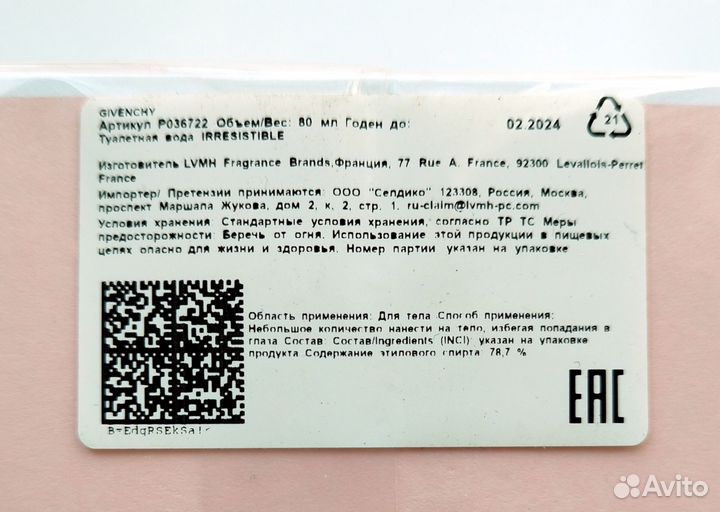 GIVENCHY
Артикул P036722 Объем/Вес: 80 мл Годен до: 02.2024
Туалетная вода IRRESISTIBLE
21
Изготовитель LVMH Fragrance Brands,Франция, 77 Rue A. France, 92300 Levallois-Perret
France
Импортер/ Претензии принимаются: ООО "Селдико" 123308, Россия, Москва,
проспект Маршала Жукова, дом 2, к. 2, стр. 1. ru-claim@lvmh-pc.com
Условия хранения: Стандартные условия хранения, согласно ТР ТС Меры
предосторожности: Беречь от огня. Использование этой продукции в пищевых
целях опасно для жизни и здоровья. Номер партии указан на упаковке
Область применения: Для тела Способ применения:
Небольшое количество нанести на тело, избегая попадания в
глаза Состав: Состав/Ingredients (INCI): указан на упаковке
продукта Содержание этилового спирта: 78,7 %
EAC
Avito